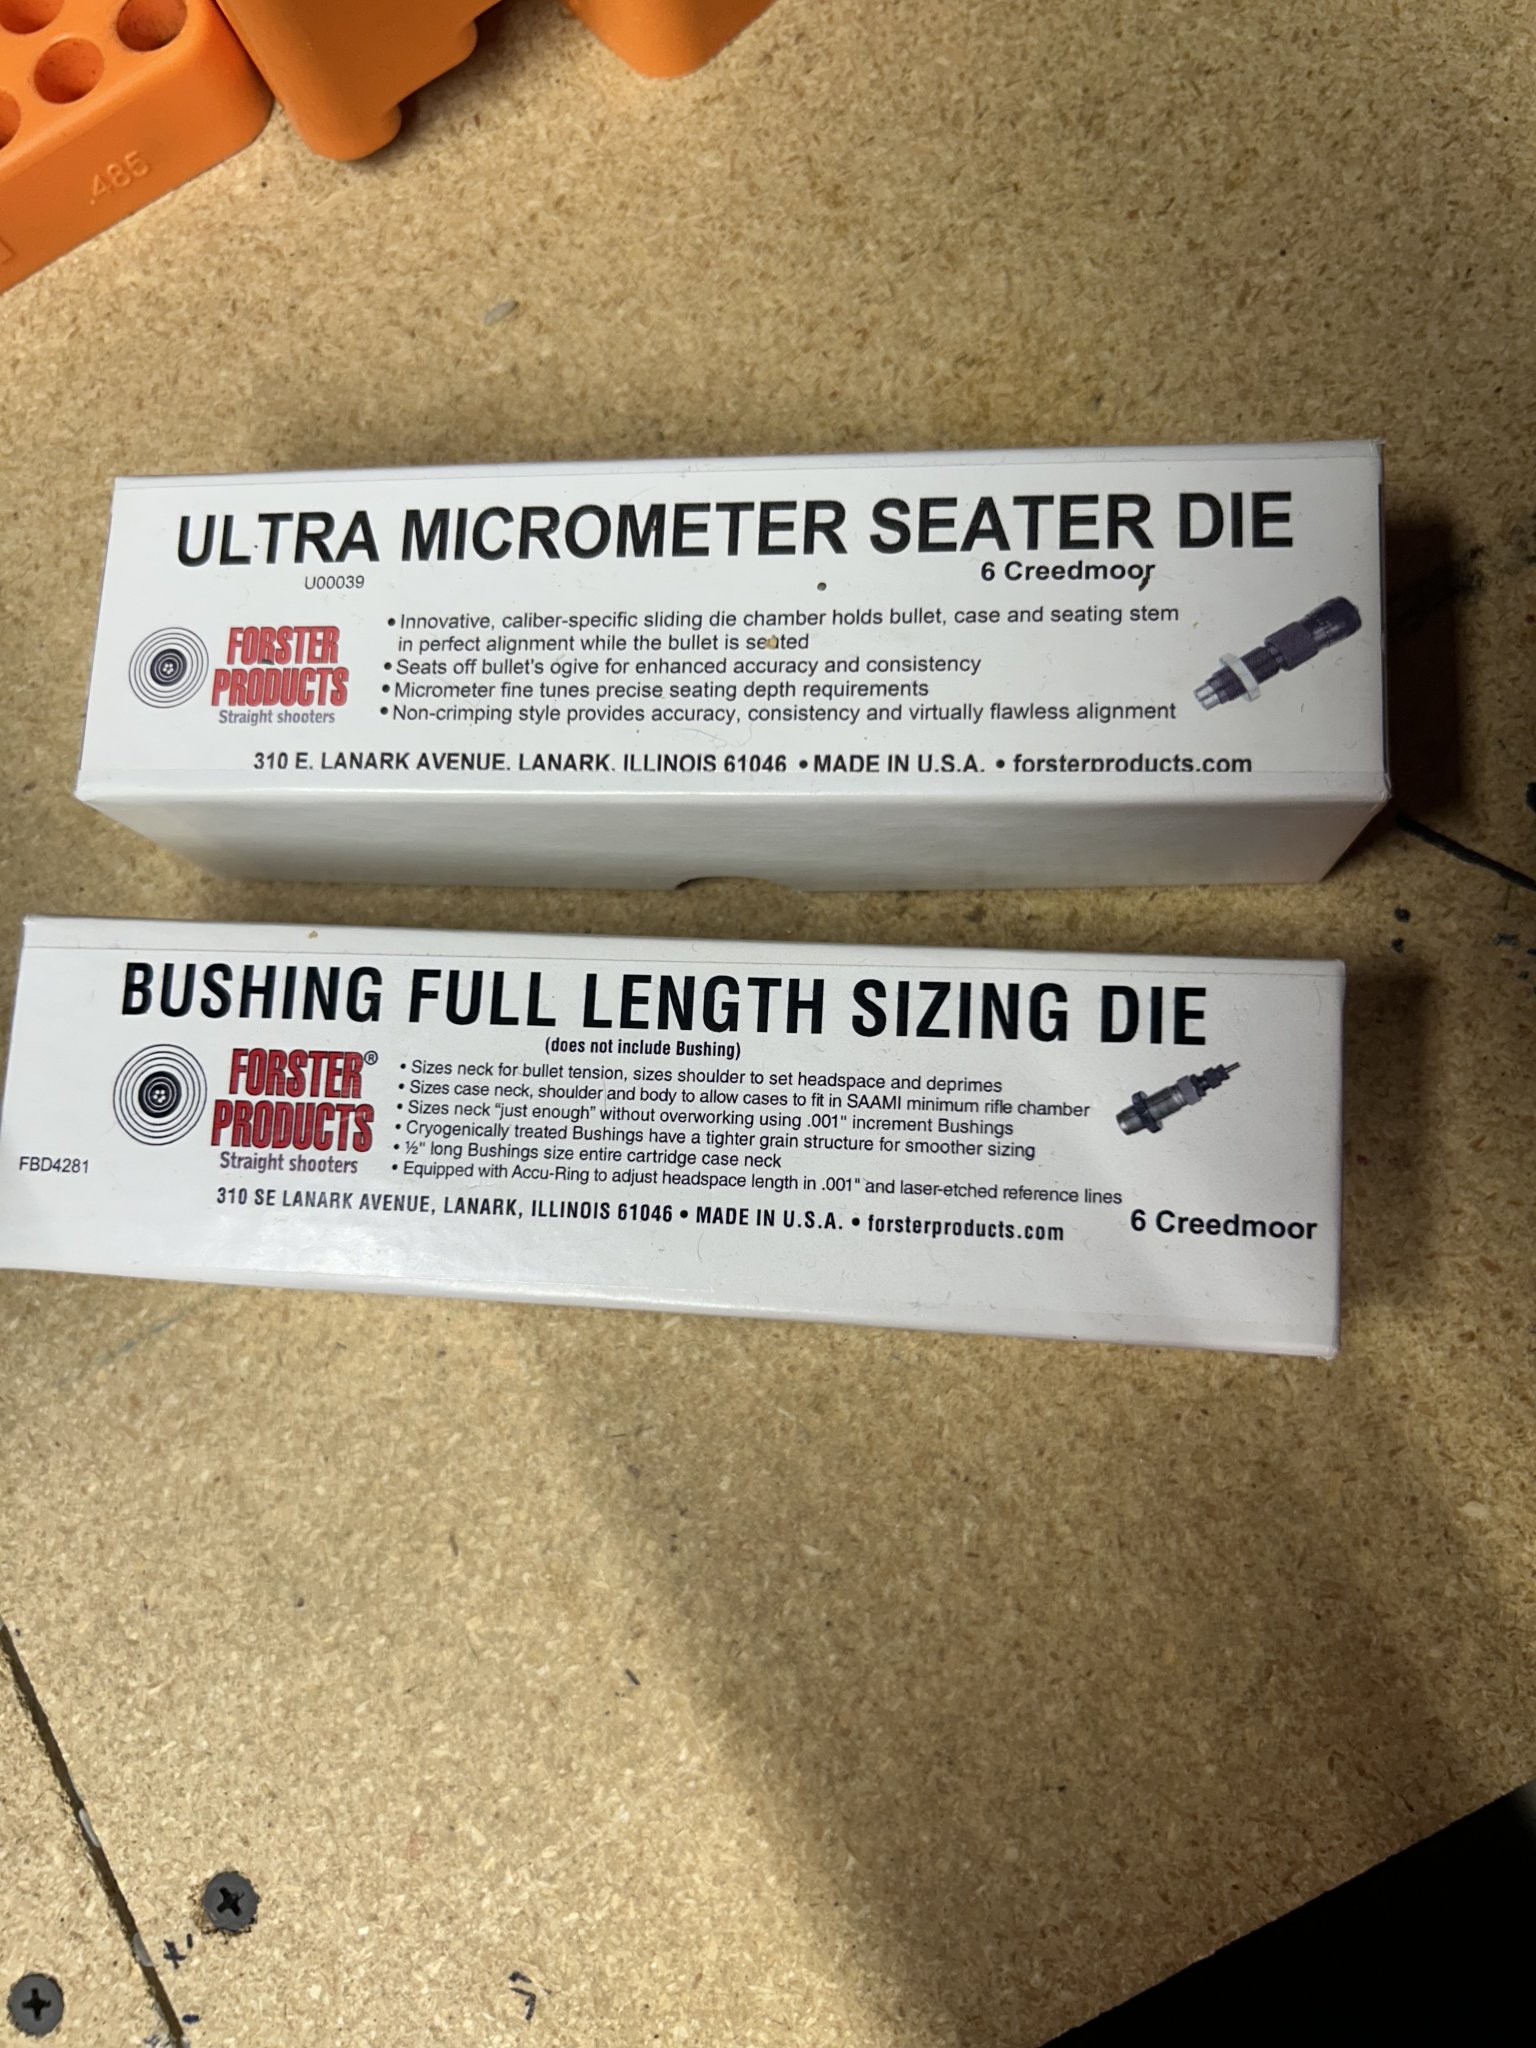 .485
ULTRA MICROMETER SEATER DIE
U00039
6 Creedmoor
FORSTER
PRODUCTS
Straight shooters
• Innovative, caliber-specific sliding die chamber holds bullet, case and seating stem
in perfect alignment while the bullet is seated
• Seats off bullet's ogive for enhanced accuracy and consistency
• Micrometer fine tunes precise seating depth requirements
• Non-crimping style provides accuracy, consistency and virtually flawless alignment
310 E. LANARK AVENUE, LANARK, ILLINOIS 61046 • MADE IN U.S.A. • forsterproducts.com
BUSHING FULL LENGTH SIZING DIE
(does not include Bushing)
FORSTER®
PRODUCTS
Straight shooters
FBD4281
• Sizes neck for bullet tension, sizes shoulder to set headspace and deprimes
• Sizes case neck, shoulder and body to allow cases to fit in SAAMI minimum rifle chamber
• Sizes neck “just enough” without overworking using .001" increment Bushings
• Cryogenically treated Bushings have a tighter grain structure for smoother sizing
• ½" long Bushings size entire cartridge case neck
• Equipped with Accu-Ring to adjust headspace length in .001" and laser-etched reference lines
310 SE LANARK AVENUE, LANARK, ILLINOIS 61046 • MADE IN U.S.A. • forsterproducts.com
6 Creedmoor